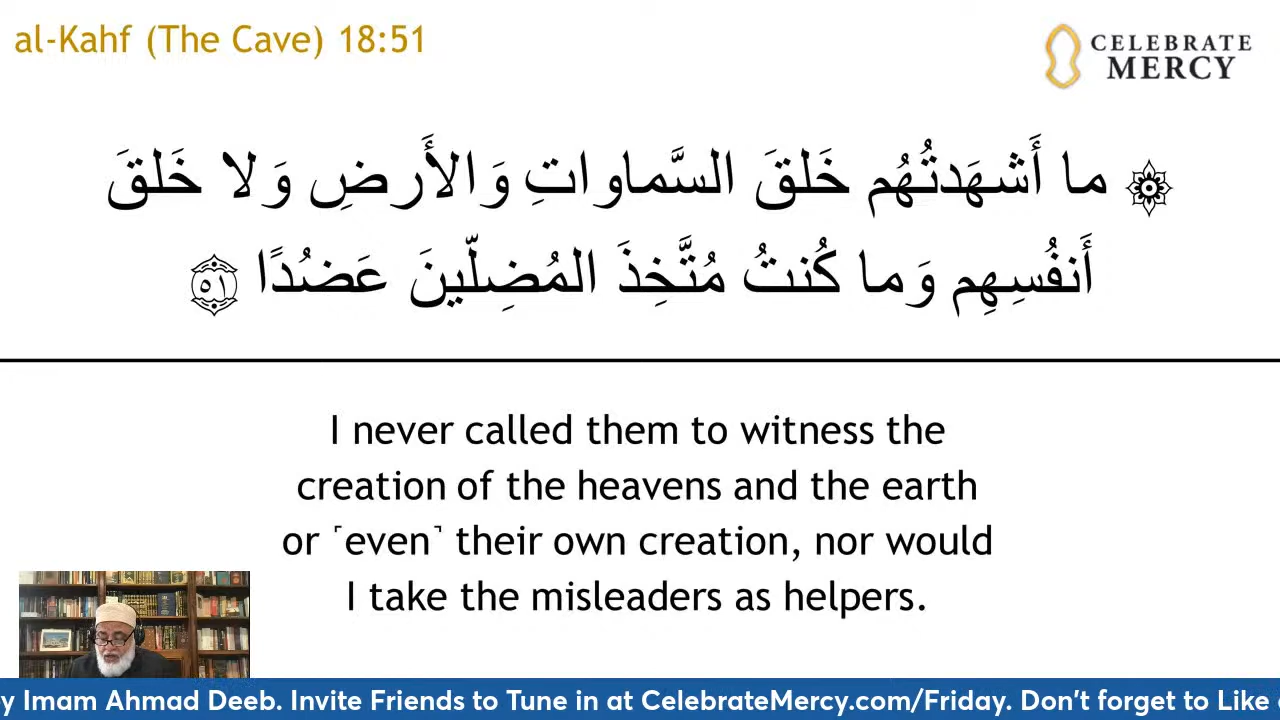 al-Kahf (The Cave) 18:51
CELEBRATE
MERCY
۞ ما أَشهَدتُهُم خَلقَ السَّماواتِ وَالأَرضِ وَلا خَلقَ
أَنفُسِهِم وَما كُنتُ مُتَّخِذَ المُضِلّينَ عَضُدًا ﴿٥١﴾
I never called them to witness the
creation of the heavens and the earth
or ˹even˺ their own creation, nor would
I take the misleaders as helpers.
y Imam Ahmad Deeb. Invite Friends to Tune in at CelebrateMercy.com/Friday. Don't forget to Like